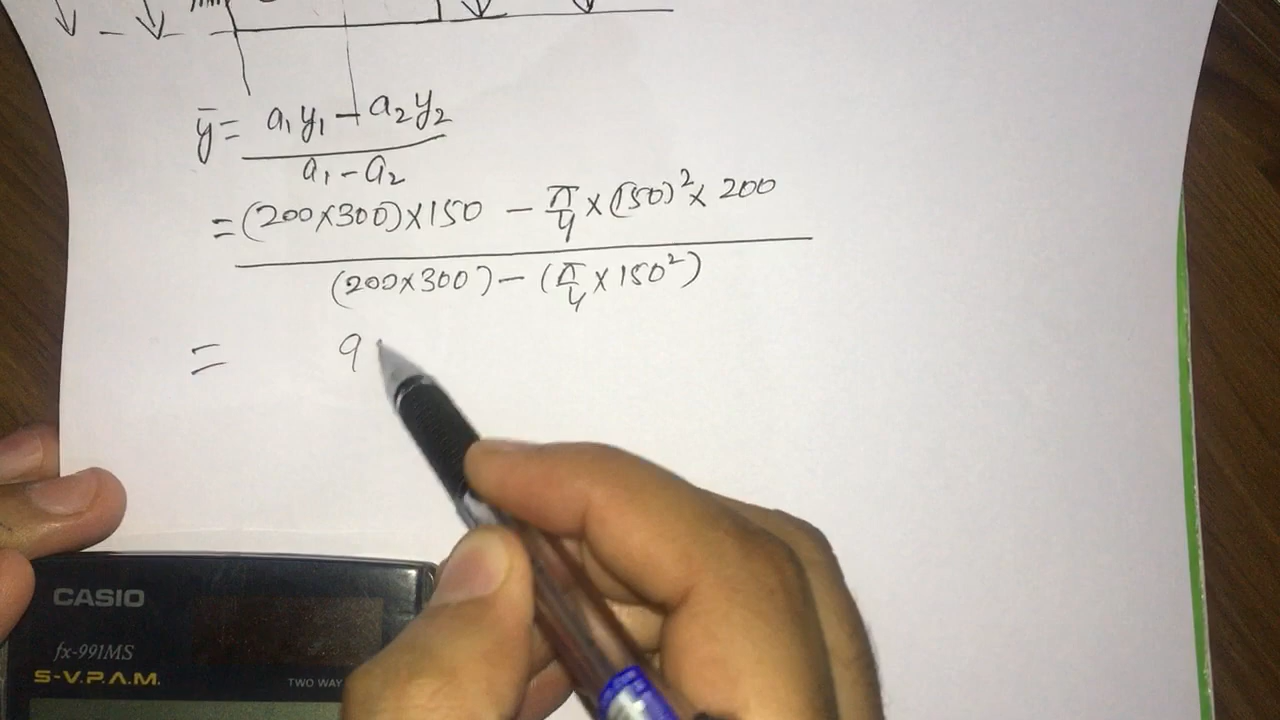 ȳ = a₁y₁ - a₂y₂
a₁ - a₂
= (200×300)×150 - π/4 × (150)² × 200
(200×300) - (π/4 × 150²)
= 9
CASIO
fx-991MS
S-V.P.A.M.
TWO WAY